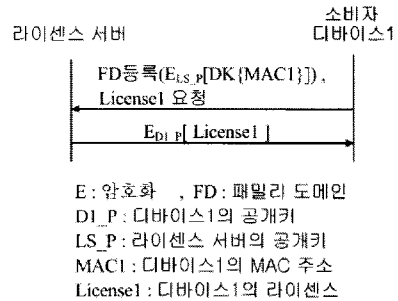 소비자
라이센스 서버 디바이스1
FD등록(E_LS_P[DK{MAC1}]),
License1 요청
E_D1_P[ License1 ]
E : 암호화 , FD : 패밀리 도메인
D1_P : 디바이스1의 공개키
LS_P : 라이센스 서버의 공개키
MAC1 : 디바이스1의 MAC 주소
License1 : 디바이스1의 라이센스